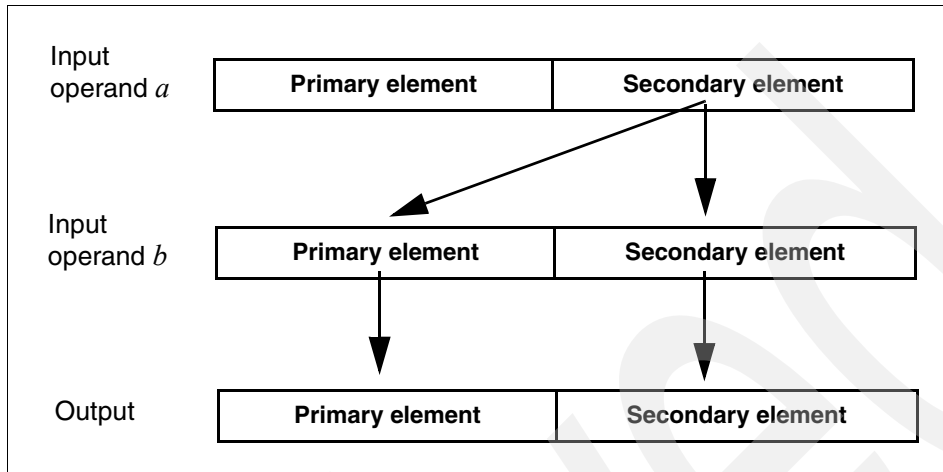 Input
operand a
Primary element Secondary element
Input
operand b
Primary element Secondary element
Output
Primary element Secondary element